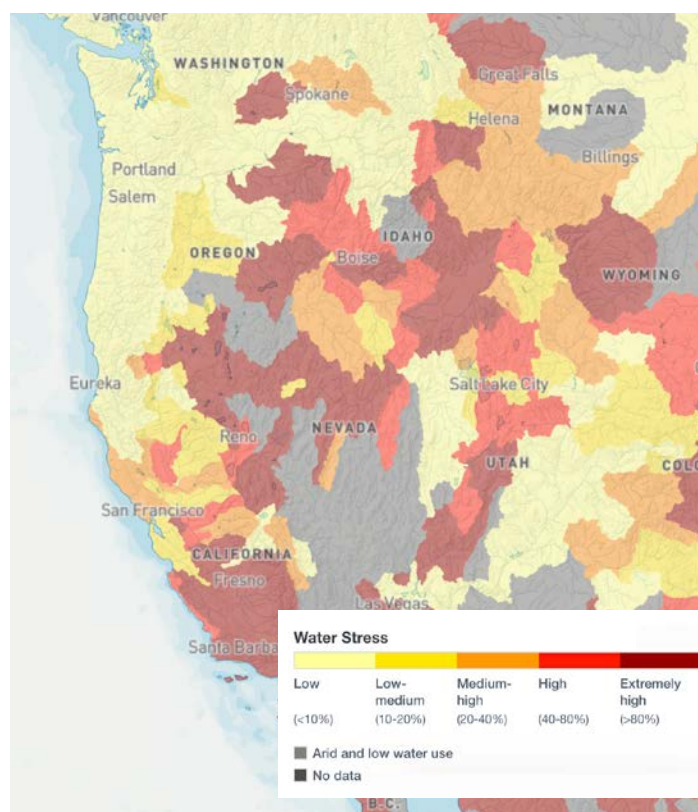 Vancouver
WASHINGTON
Spokane
Great Falls
Helena
MONTANA
Billings
Portland
Salem
OREGON
IDAHO
Boise
WYOMING
Eureka
Salt Lake City
Reno
NEVADA
UTAH
COLO
San Francisco
CALIFORNIA
Fresno
Las Vegas
Santa Barba
Water Stress
Low Low-medium Medium-high High Extremely high
(<10%) (10-20%) (20-40%) (40-80%) (>80%)
Arid and low water use
No data
B.C.